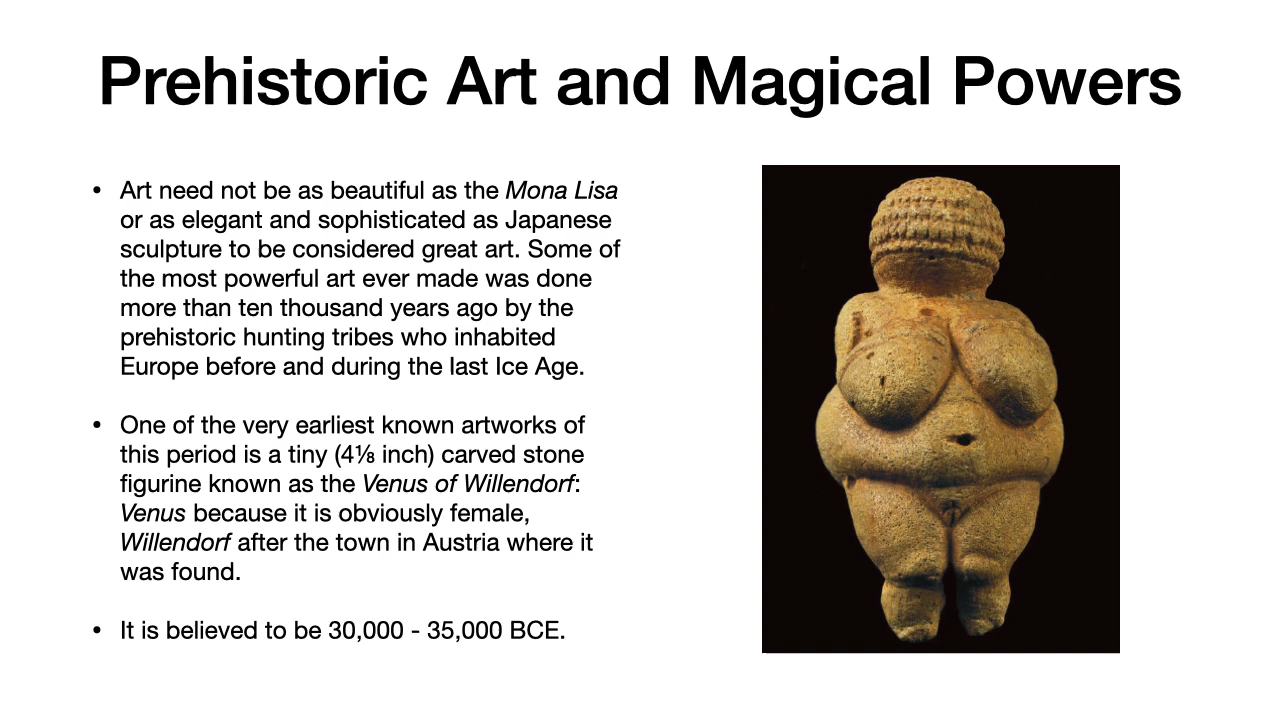 Prehistoric Art and Magical Powers
• Art need not be as beautiful as the Mona Lisa
or as elegant and sophisticated as Japanese
sculpture to be considered great art. Some of
the most powerful art ever made was done
more than ten thousand years ago by the
prehistoric hunting tribes who inhabited
Europe before and during the last Ice Age.
• One of the very earliest known artworks of
this period is a tiny (4⅛ inch) carved stone
figurine known as the Venus of Willendorf:
Venus because it is obviously female,
Willendorf after the town in Austria where it
was found.
• It is believed to be 30,000 - 35,000 BCE.